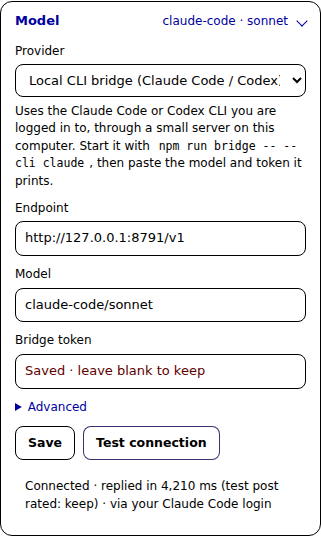 Model claude-code · sonnet
Provider
Local CLI bridge (Claude Code / Codex)
Uses the Claude Code or Codex CLI you are
logged in to, through a small server on this
computer. Start it with npm run bridge -- --
cli claude , then paste the model and token it
prints.
Endpoint
http://127.0.0.1:8791/v1
Model
claude-code/sonnet
Bridge token
Saved · leave blank to keep
Advanced
Save Test connection
Connected · replied in 4,210 ms (test post
rated: keep) · via your Claude Code login